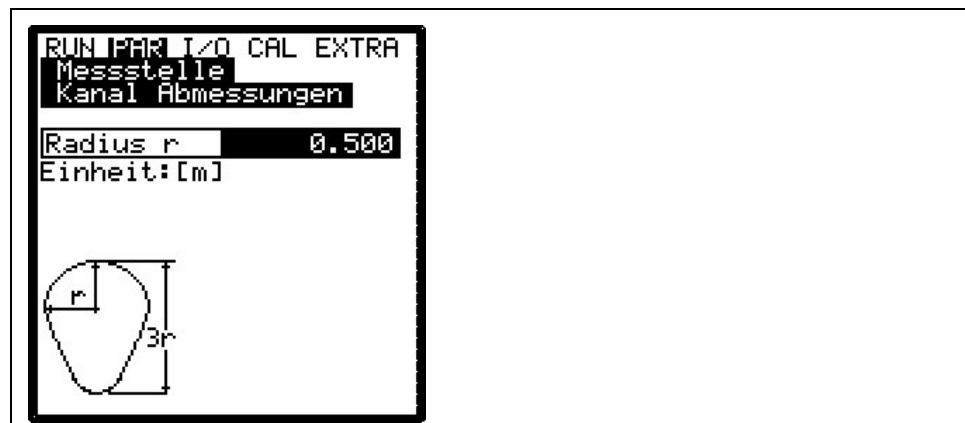 RUN PAR I/O CAL EXTRA
Messstelle
Kanal Abmessungen
Radius r 0.500
Einheit:[m]
r
3r